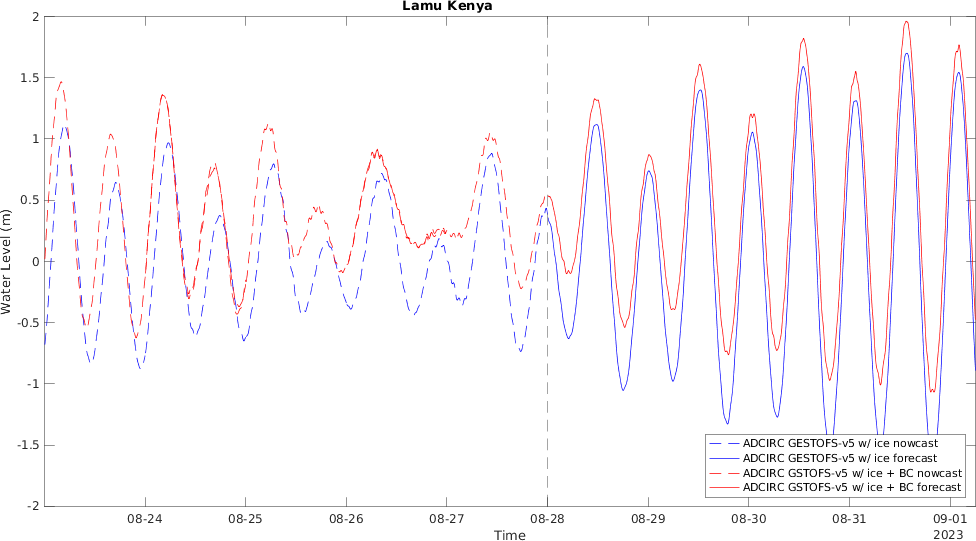 Lamu Kenya
Water Level (m)
2
1.5
1
0.5
0
-0.5
-1
-1.5
-2
ADCIRC GESTOFS-v5 w/ ice nowcast
ADCIRC GESTOFS-v5 w/ ice forecast
ADCIRC GSTOFS-v5 w/ ice + BC nowcast
ADCIRC GSTOFS-v5 w/ ice + BC forecast
08-24 08-25 08-26 08-27 08-28 08-29 08-30 08-31 09-01
2023
Time